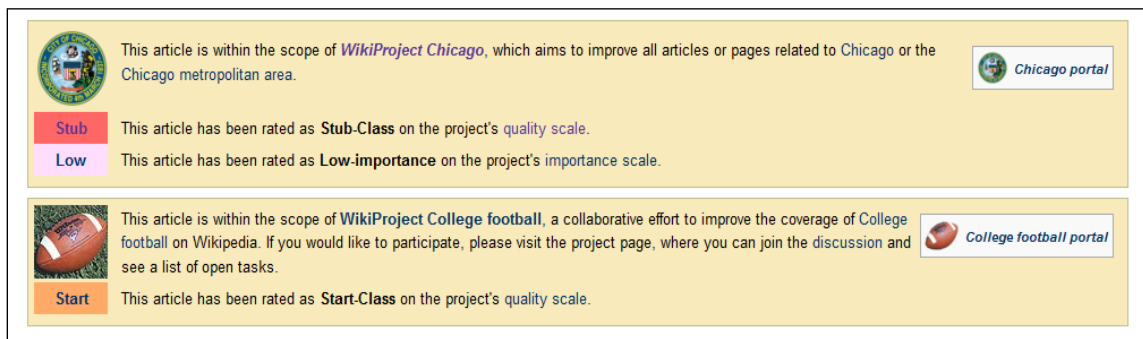 This article is within the scope of WikiProject Chicago, which aims to improve all articles or pages related to Chicago or the
Chicago metropolitan area.
Chicago portal
Stub
This article has been rated as Stub-Class on the project's quality scale.
Low
This article has been rated as Low-importance on the project's importance scale.
This article is within the scope of WikiProject College football, a collaborative effort to improve the coverage of College
football on Wikipedia. If you would like to participate, please visit the project page, where you can join the discussion and
see a list of open tasks.
College football portal
Start
This article has been rated as Start-Class on the project's quality scale.